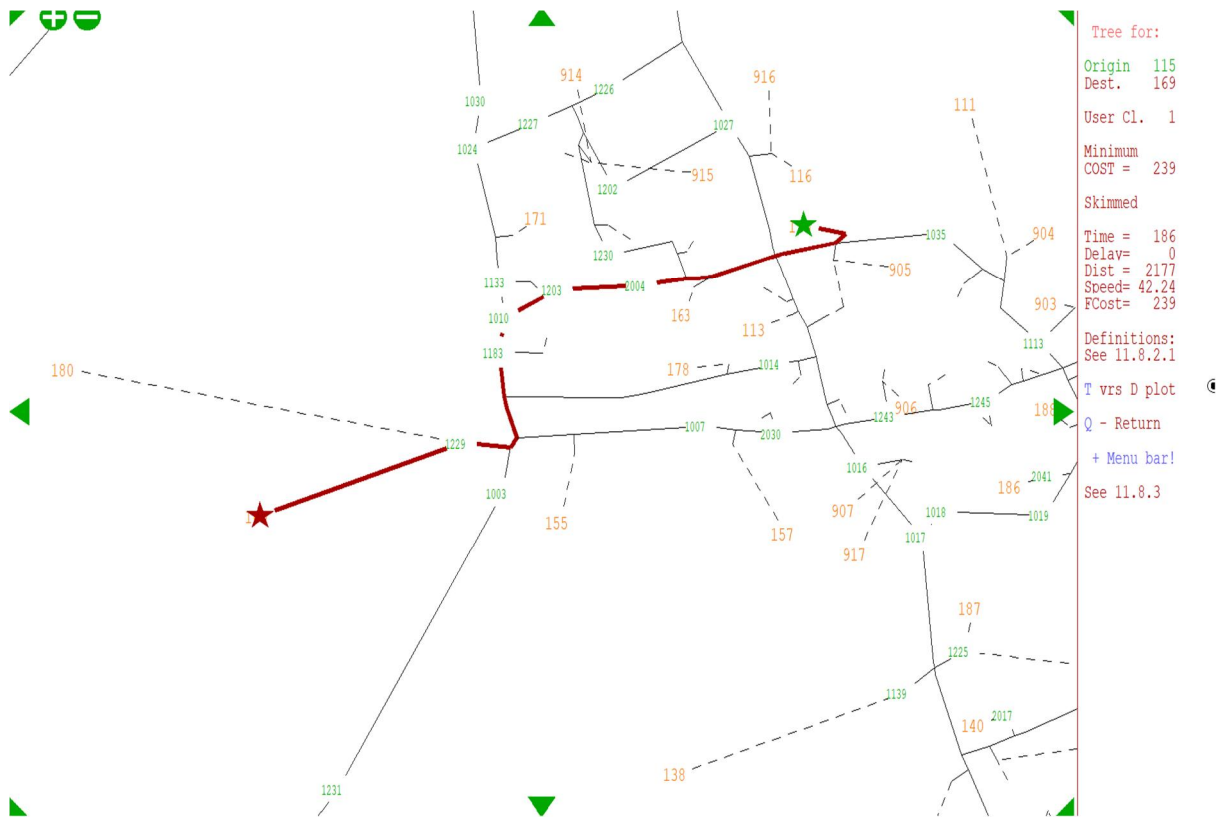 Tree for:
Origin 115
Dest. 169
User Cl. 1
Minimum
COST = 239
Skimmed
Time = 186
Delay= 0
Dist = 2177
Speed= 42.24
FCost= 239
Definitions:
See 11.8.2.1
T vrs D plot
Q - Return
+ Menu bar!
See 11.8.3
914
916
1226
1030
111
1227
1027
1024
915
116
1202
171
904
1035
1230
905
1133
1203
2004
903
163
1010
113
1113
1183
1014
180
178
1245
906
188
1243
1007
2030
1229
1016
2041
186
1003
907
1018
1019
155
157
1017
917
187
1225
1139
2017
140
138
1231